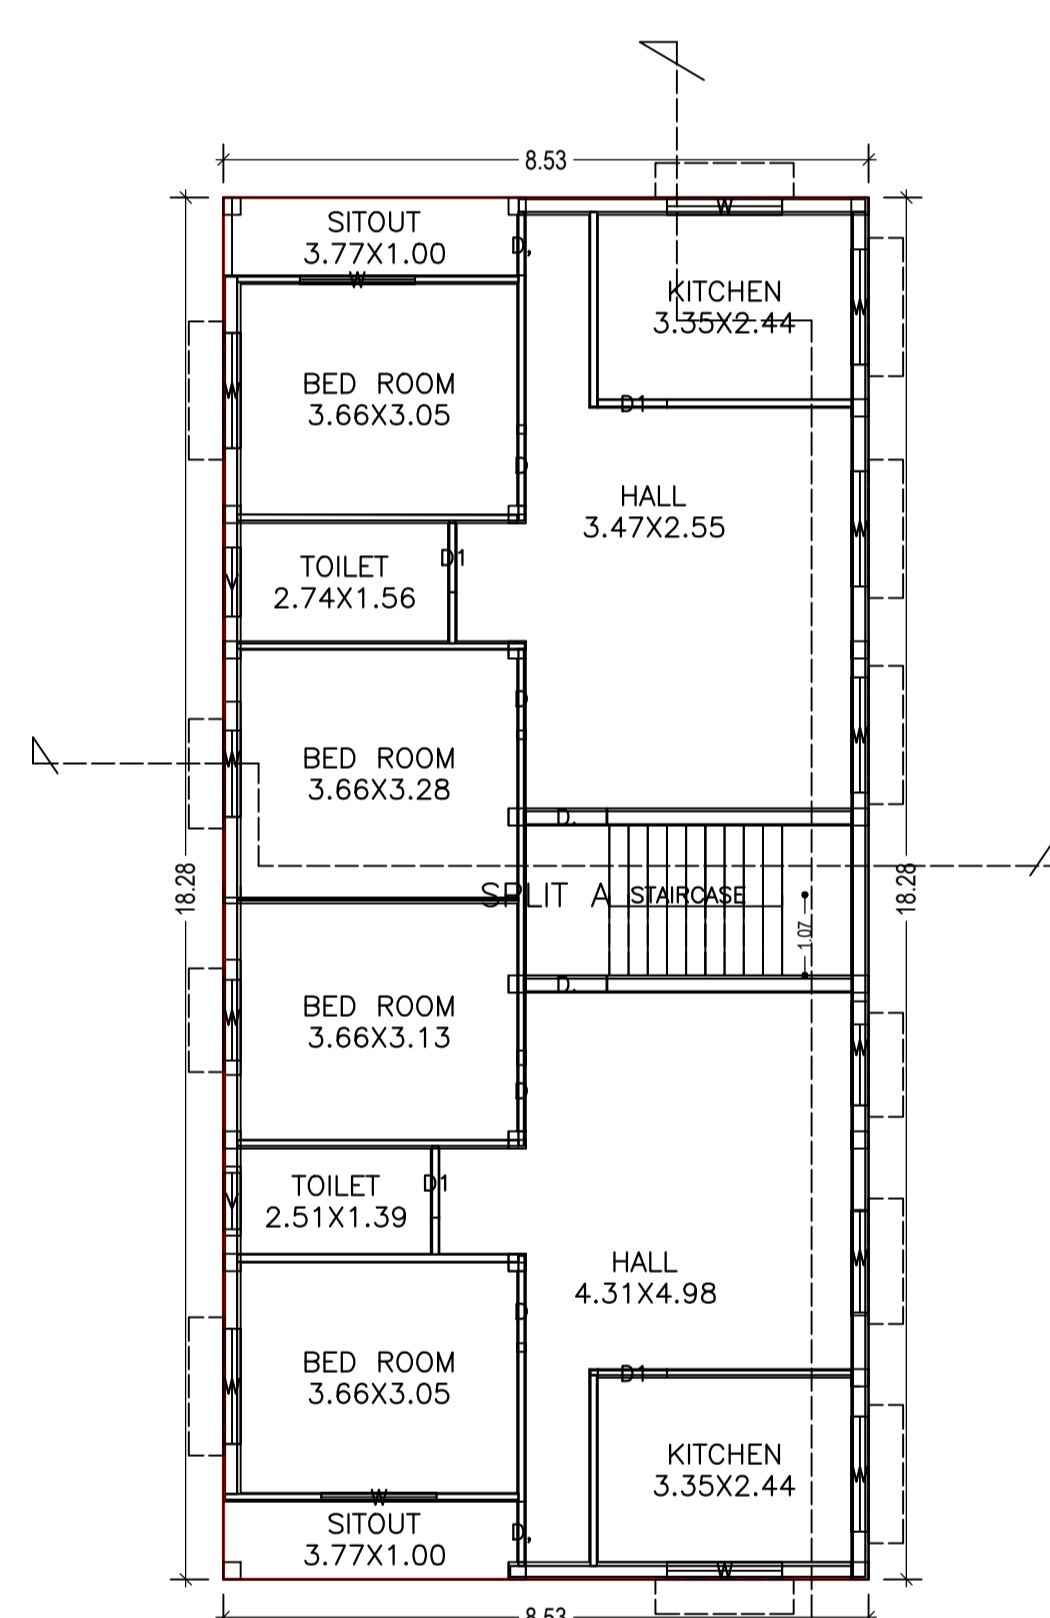 8.53
W
SITOUT
3.77X1.00
D,
W
KITCHEN
3.35X2.44
W
BED ROOM
3.66X3.05
W
D1
D
HALL
3.47X2.55
W
TOILET
2.74X1.56
D1
V
D
W
BED ROOM
3.66X3.28
W
D.
18.28
18.28
SPLIT A
STAIRCASE
1.07
D.
BED ROOM
3.66X3.13
W
W
D
TOILET
2.51X1.39
D1
V
HALL
4.31X4.98
W
D
BED ROOM
3.66X3.05
W
D1
KITCHEN
3.35X2.44
W
W
SITOUT
3.77X1.00
D,
W
8.53